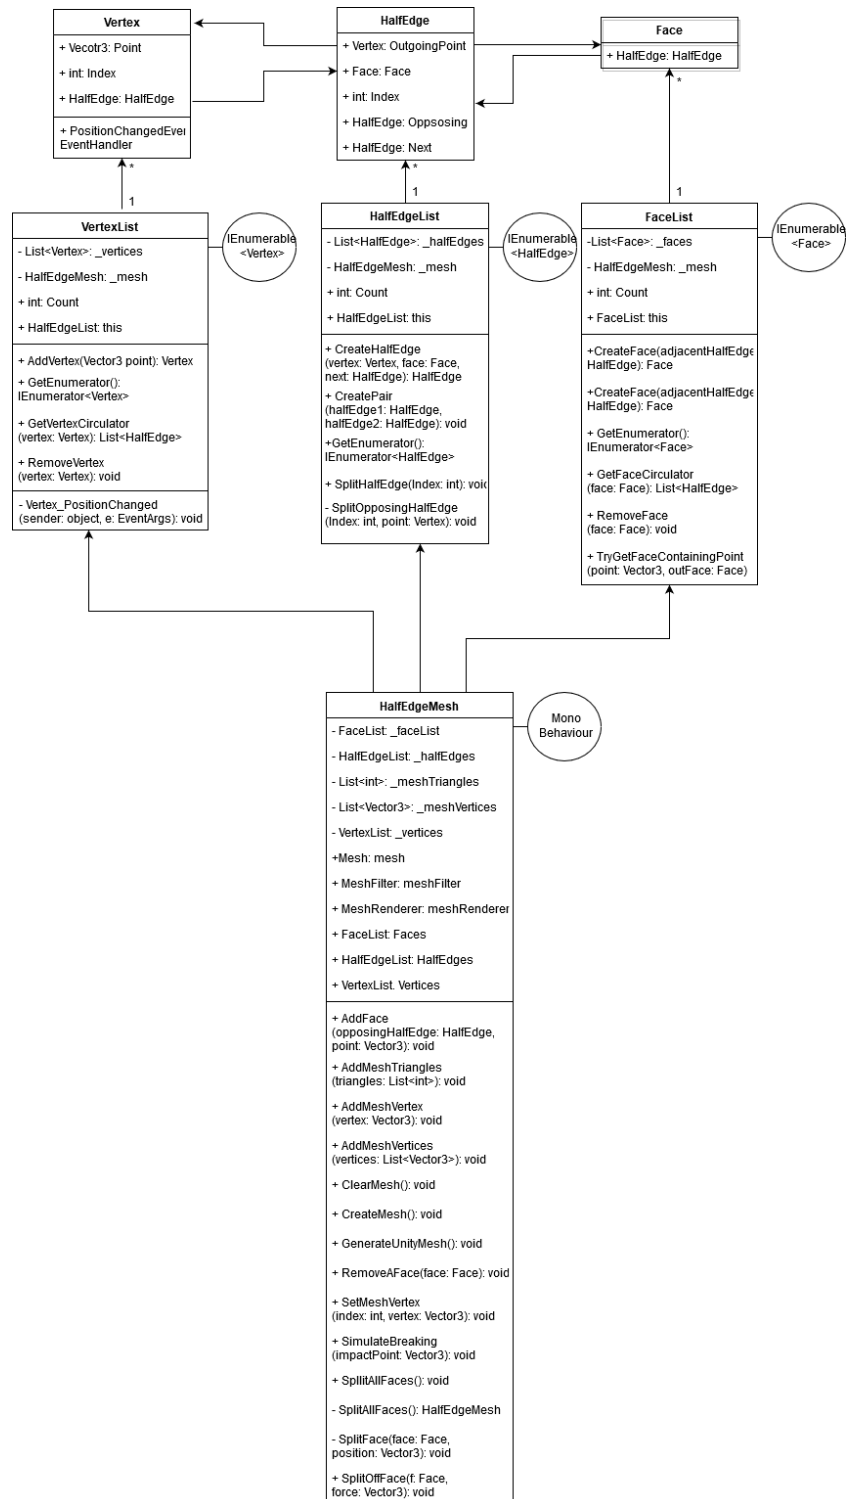 Vertex
+ Vecotr3: Point
+ int: Index
+ HalfEdge: HalfEdge
+ PositionChangedEve
EventHandler
HalfEdge
+ Vertex: OutgoingPoint
+ Face: Face
+ int: Index
+ HalfEdge: Oppsosing
+ HalfEdge: Next
Face
+ HalfEdge: HalfEdge
*
1
*
1
*
1
VertexList
- List<Vertex>: _vertices
- HalfEdgeMesh: _mesh
+ int: Count
+ HalfEdgeList: this
+ AddVertex(Vector3 point): Vertex
+ GetEnumerator():
IEnumerator<Vertex>
+ GetVertexCirculator
(vertex: Vertex): List<HalfEdge>
+ RemoveVertex
(vertex: Vertex): void
- Vertex_PositionChanged
(sender: object, e: EventArgs): void
IEnumerable
<Vertex>
HalfEdgeList
- List<HalfEdge>: _halfEdges
- HalfEdgeMesh: _mesh
+ int: Count
+ HalfEdgeList: this
+ CreateHalfEdge
(vertex: Vertex, face: Face,
next: HalfEdge): HalfEdge
+ CreatePair
(halfEdge1: HalfEdge,
halfEdge2: HalfEdge): void
+GetEnumerator():
IEnumerator<HalfEdge>
+ SplitHalfEdge(Index: int): void
- SplitOpposingHalfEdge
(Index: int, point: Vertex): void
IEnumerable
<HalfEdge>
FaceList
-List<Face>: _faces
- HalfEdgeMesh: _mesh
+ int: Count
+ FaceList: this
+CreateFace(adjacentHalfEdge
HalfEdge): Face
+CreateFace(adjacentHalfEdge
HalfEdge): Face
+ GetEnumerator():
IEnumerator<Face>
+ GetFaceCirculator
(face: Face): List<HalfEdge>
+ RemoveFace
(face: Face): void
+ TryGetFaceContainingPoint
(point: Vector3, outFace: Face)
IEnumerable
<Face>
HalfEdgeMesh
- FaceList: _faceList
- HalfEdgeList: _halfEdges
- List<int>: _meshTriangles
- List<Vector3>: _meshVertices
- VertexList: _vertices
+Mesh: mesh
+ MeshFilter: meshFilter
+ MeshRenderer: meshRenderer
+ FaceList: Faces
+ HalfEdgeList: HalfEdges
+ VertexList. Vertices
+ AddFace
(opposingHalfEdge: HalfEdge,
point: Vector3): void
+ AddMeshTriangles
(triangles: List<int>): void
+ AddMeshVertex
(vertex: Vector3): void
+ AddMeshVertices
(vertices: List<Vector3>): void
+ ClearMesh(): void
+ CreateMesh(): void
+ GenerateUnityMesh(): void
+ RemoveAFace(face: Face): void
+ SetMeshVertex
(index: int, vertex: Vector3): void
+ SimulateBreaking
(impactPoint: Vector3): void
+ SplIitAllFaces(): void
- SplitAllFaces(): HalfEdgeMesh
- SplitFace(face: Face,
position: Vector3): void
+ SplitOffFace(f: Face,
force: Vector3): void
Mono
Behaviour